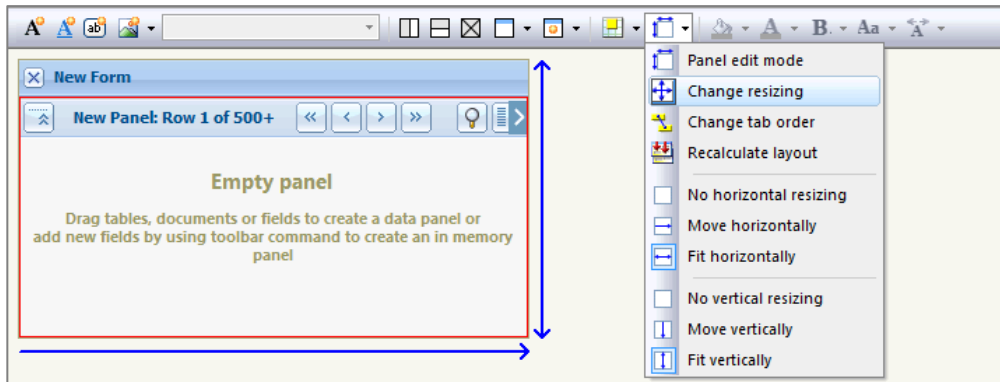 A A ab A B. Aa A
New Form
New Panel: Row 1 of 500+
Empty panel
Drag tables, documents or fields to create a data panel or
add new fields by using toolbar command to create an in memory
panel
Panel edit mode
Change resizing
Change tab order
Recalculate layout
No horizontal resizing
Move horizontally
Fit horizontally
No vertical resizing
Move vertically
Fit vertically